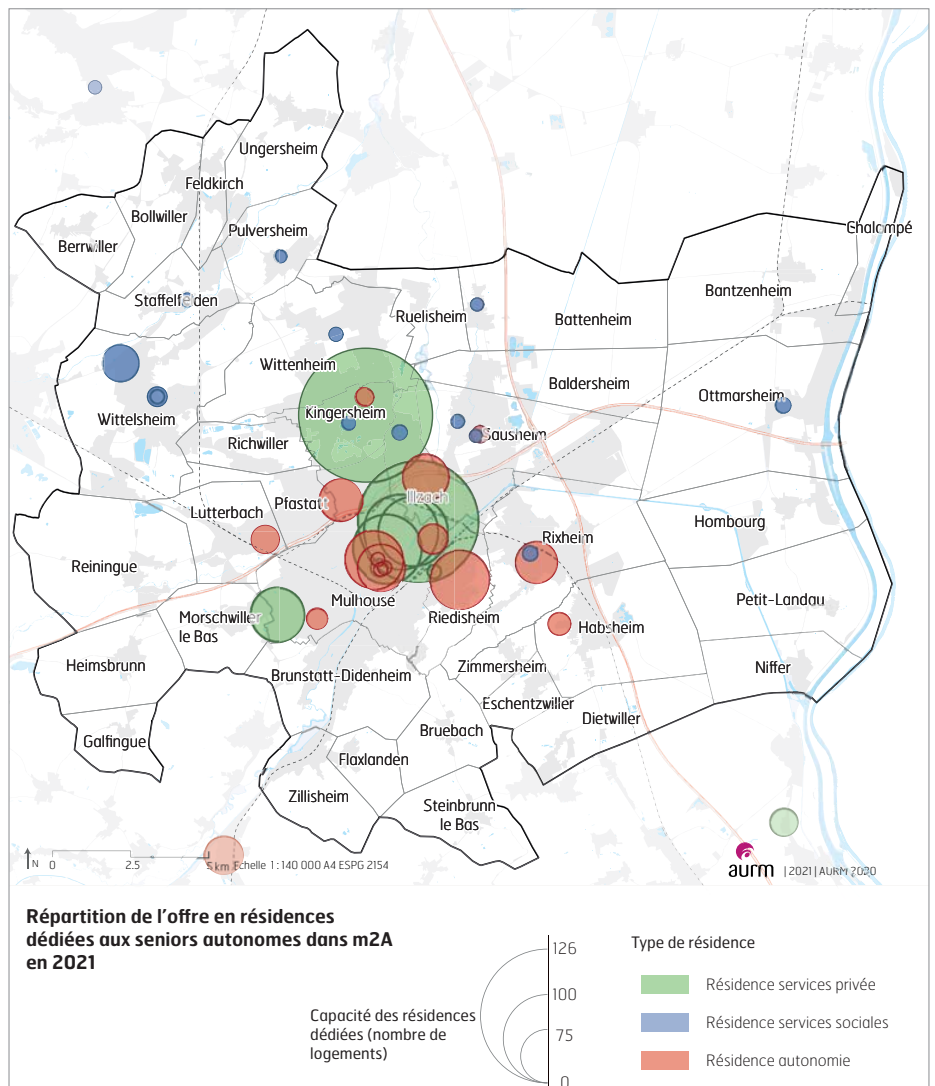 Ungersheim
Feldkirch
Bollwiller
Chalampé
Pulversheim
Berrwiller
Bantzenheim
Staffelfelden
Ruelisheim
Battenheim
Wittenheim
Baldersheim
Ottmarsheim
Kingersheim
Wittelsheim
Sausheim
Richwiller
Illzach
Pfastatt
Lutterbach
Hombourg
Rixheim
Reiningue
Mulhouse
Petit-Landau
Morschwiller
le Bas
Riedisheim
Habsheim
Heimsbrunn
Zimmersheim
Niffer
Brunstatt-Didenheim
Eschentzwiller
Dietwiller
Bruebach
Galfingue
Flaxlanden
Zillisheim
Steinbrunn
le Bas
N 0 2.5 5 km Echelle 1 : 140 000 A4 ESPG 2154
aurm | 2021 | AURM 2020
Répartition de l'offre en résidences
dédiées aux seniors autonomes dans m2A
en 2021
Capacité des résidences
dédiées (nombre de
logements)
126
100
75
0
Type de résidence
Résidence services privée
Résidence services sociales
Résidence autonomie